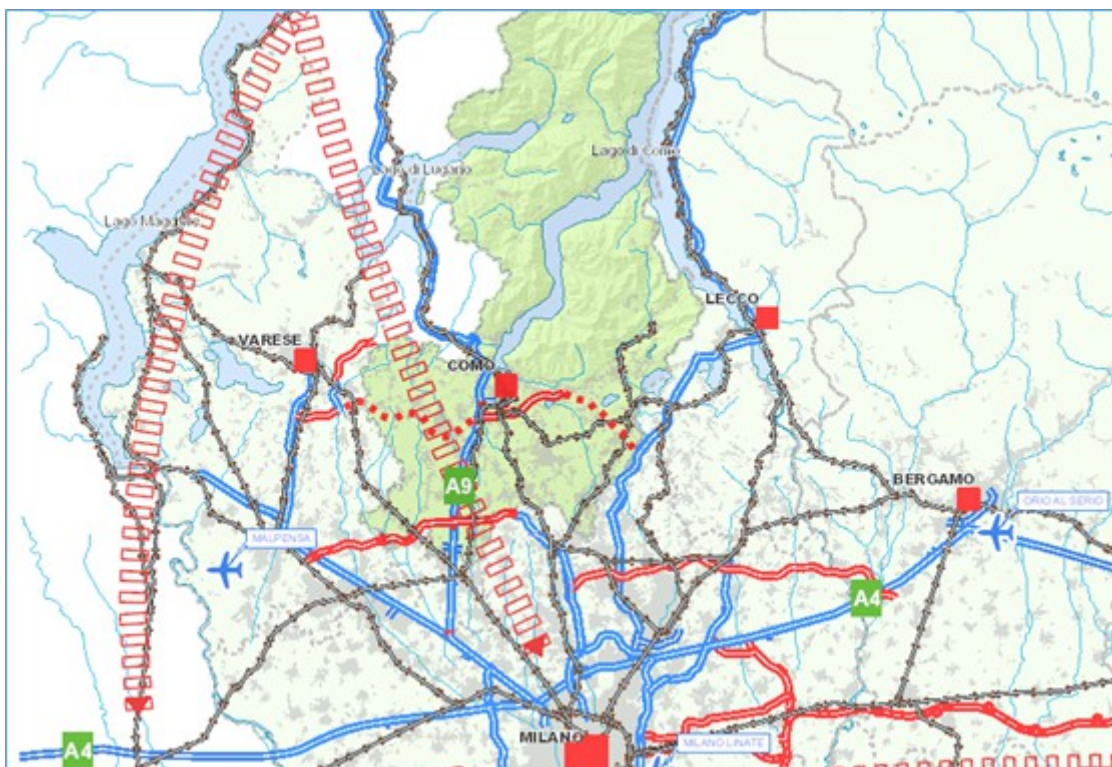 Lago di Lugano
Lago di Como
Lago Maggiore
LECCO
VARESE
COMO
A9
BERGAMO
ORIO AL SERIO
MALPENSA
A4
MILANO
MILANO LINATE
A4